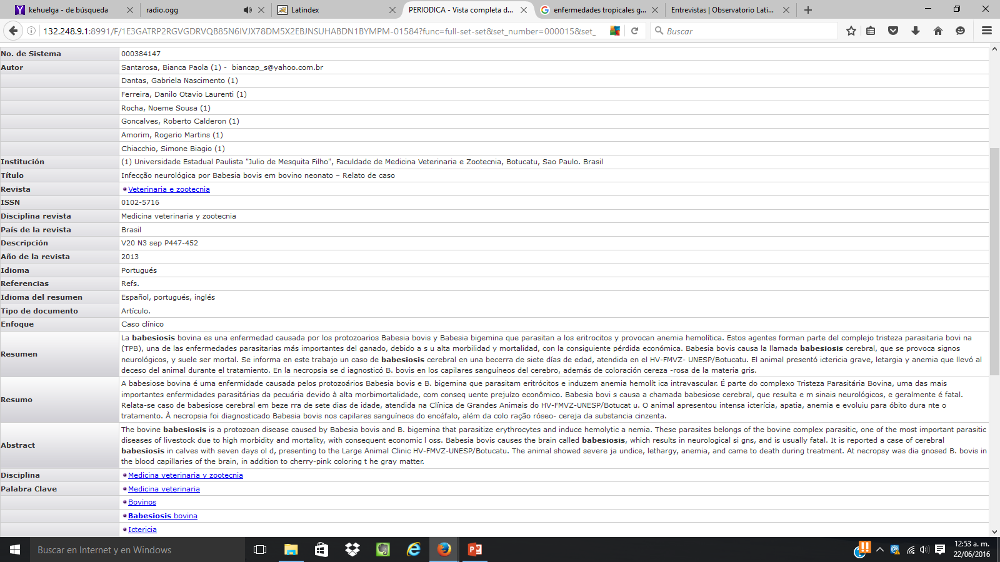 kehuelga - de búsqueda
radio.ogg
Latindex
PERIODICA - Vista completa d...
enfermedades tropicales g...
Entrevistas | Observatorio Lati...
132.248.9.1:8991/F/1E3GATRP2RGVGDRVQB85N6IVJX78DM5X2EBJNSUHABDN1BYMPM-01584?func=full-set-set&set_number=000015&set_
Buscar
No. de Sistema 000384147
Autor Santarosa, Bianca Paola (1) - biancap_s@yahoo.com.br
Dantas, Gabriela Nascimento (1)
Ferreira, Danilo Otavio Laurenti (1)
Rocha, Noeme Sousa (1)
Goncalves, Roberto Calderon (1)
Amorim, Rogerio Martins (1)
Chiacchio, Simone Biagio (1)
Institución (1) Universidade Estadual Paulista "Julio de Mesquita Filho", Faculdade de Medicina Veterinaria e Zootecnia, Botucatu, Sao Paulo. Brasil
Título Infecção neurológica por Babesia bovis em bovino neonato – Relato de caso
Revista Veterinaria e zootecnia
ISSN 0102-5716
Disciplina revista Medicina veterinaria y zootecnia
País de la revista Brasil
Descripción V20 N3 sep P447-452
Año de la revista 2013
Idioma Portugués
Referencias Refs.
Idioma del resumen Español, portugués, inglés
Tipo de documento Artículo.
Enfoque Caso clínico
Resumen
La babesiosis bovina es una enfermedad causada por los protozoarios Babesia bovis y Babesia bigemina que parasitan a los eritrocitos y provocan anemia hemolítica. Estos agentes forman parte del complejo tristeza parasitaria bovi na
(TPB), una de las enfermedades parasitarias más importantes del ganado, debido a s u alta morbilidad y mortalidad, con la consiguiente pérdida económica. Babesia bovis causa la llamada babesiosis cerebral, que se provoca signos
neurológicos, y suele ser mortal. Se informa en este trabajo un caso de babesiosis cerebral en una becerra de siete días de edad, atendida en el HV-FMVZ- UNESP/Botucatu. El animal presentó ictericia grave, letargia y anemia que llevó al
deceso del animal durante el tratamiento. En la necropsia se d iagnosticó B. bovis en los capilares sanguíneos del cerebro, además de coloración cereza -rosa de la materia gris.
Resumo
A babesiose bovina é uma enfermidade causada pelos protozoários Babesia bovis e B. bigemina que parasitam eritrócitos e induzem anemia hemolít ica intravascular. É parte do complexo Tristeza Parasitária Bovina, uma das mais
importantes enfermidades parasitárias da pecuária devido à alta morbimortalidade, com conseq uente prejuízo econômico. Babesia bovi s causa a chamada babesiose cerebral, que resulta e m sinais neurológicos, e geralmente é fatal.
Relata-se caso de babesiose cerebral em beze rra de sete dias de idade, atendida na Clínica de Grandes Animais do HV-FMVZ-UNESP/Botucat u. O animal apresentou intensa icterícia, apatia, anemia e evoluiu para óbito dura nte o
tratamento. À necropsia foi diagnosticado Babesia bovis nos capilares sanguíneos do encéfalo, além da colo ração róseo- cereja da substancia cinzenta.
Abstract
The bovine babesiosis is a protozoan disease caused by Babesia bovis and B. bigemina that parasitize erythrocytes and induce hemolytic a nemia. These parasites belongs of the bovine complex parasitic, one of the most important parasitic
diseases of livestock due to high morbidity and mortality, with consequent economic l oss. Babesia bovis causes the brain called babesiosis, which results in neurological si gns, and is usually fatal. It is reported a case of cerebral
babesiosis in calves with seven days ol d, presenting to the Large Animal Clinic HV-FMVZ-UNESP/Botucatu. The animal showed severe ja undice, lethargy, anemia, and came to death during treatment. At necropsy was dia gnosed B. bovis in
the blood capillaries of the brain, in addition to cherry-pink coloring t he gray matter.
Disciplina Medicina veterinaria y zootecnia
Palabra Clave Medicina veterinaria
Bovinos
Babesiosis bovina
Ictericia
Buscar en Internet y en Windows
12:53 a. m.
22/06/2016